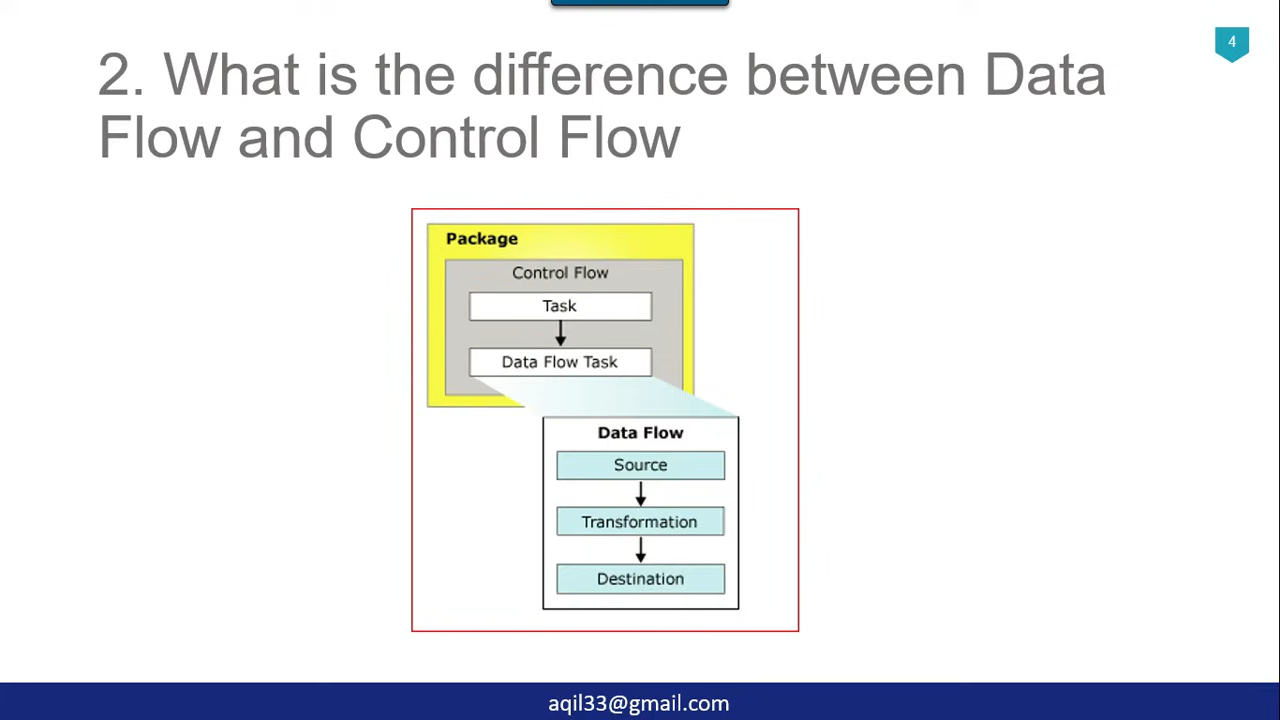 4
2. What is the difference between Data
Flow and Control Flow
Package
Control Flow
Task
Data Flow Task
Data Flow
Source
Transformation
Destination
aqil33@gmail.com